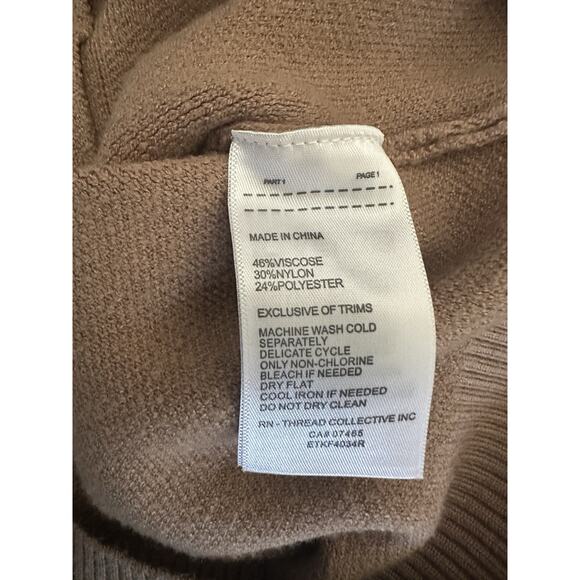 PART 1 PAGE 1
MADE IN CHINA
46%VISCOSE
30%NYLON
24%POLYESTER
EXCLUSIVE OF TRIMS
MACHINE WASH COLD
SEPARATELY
DELICATE CYCLE
ONLY NON-CHLORINE
BLEACH IF NEEDED
DRY FLAT
COOL IRON IF NEEDED
DO NOT DRY CLEAN
RN - THREAD COLLECTIVE INC
CA# 07465
ETKF4034R